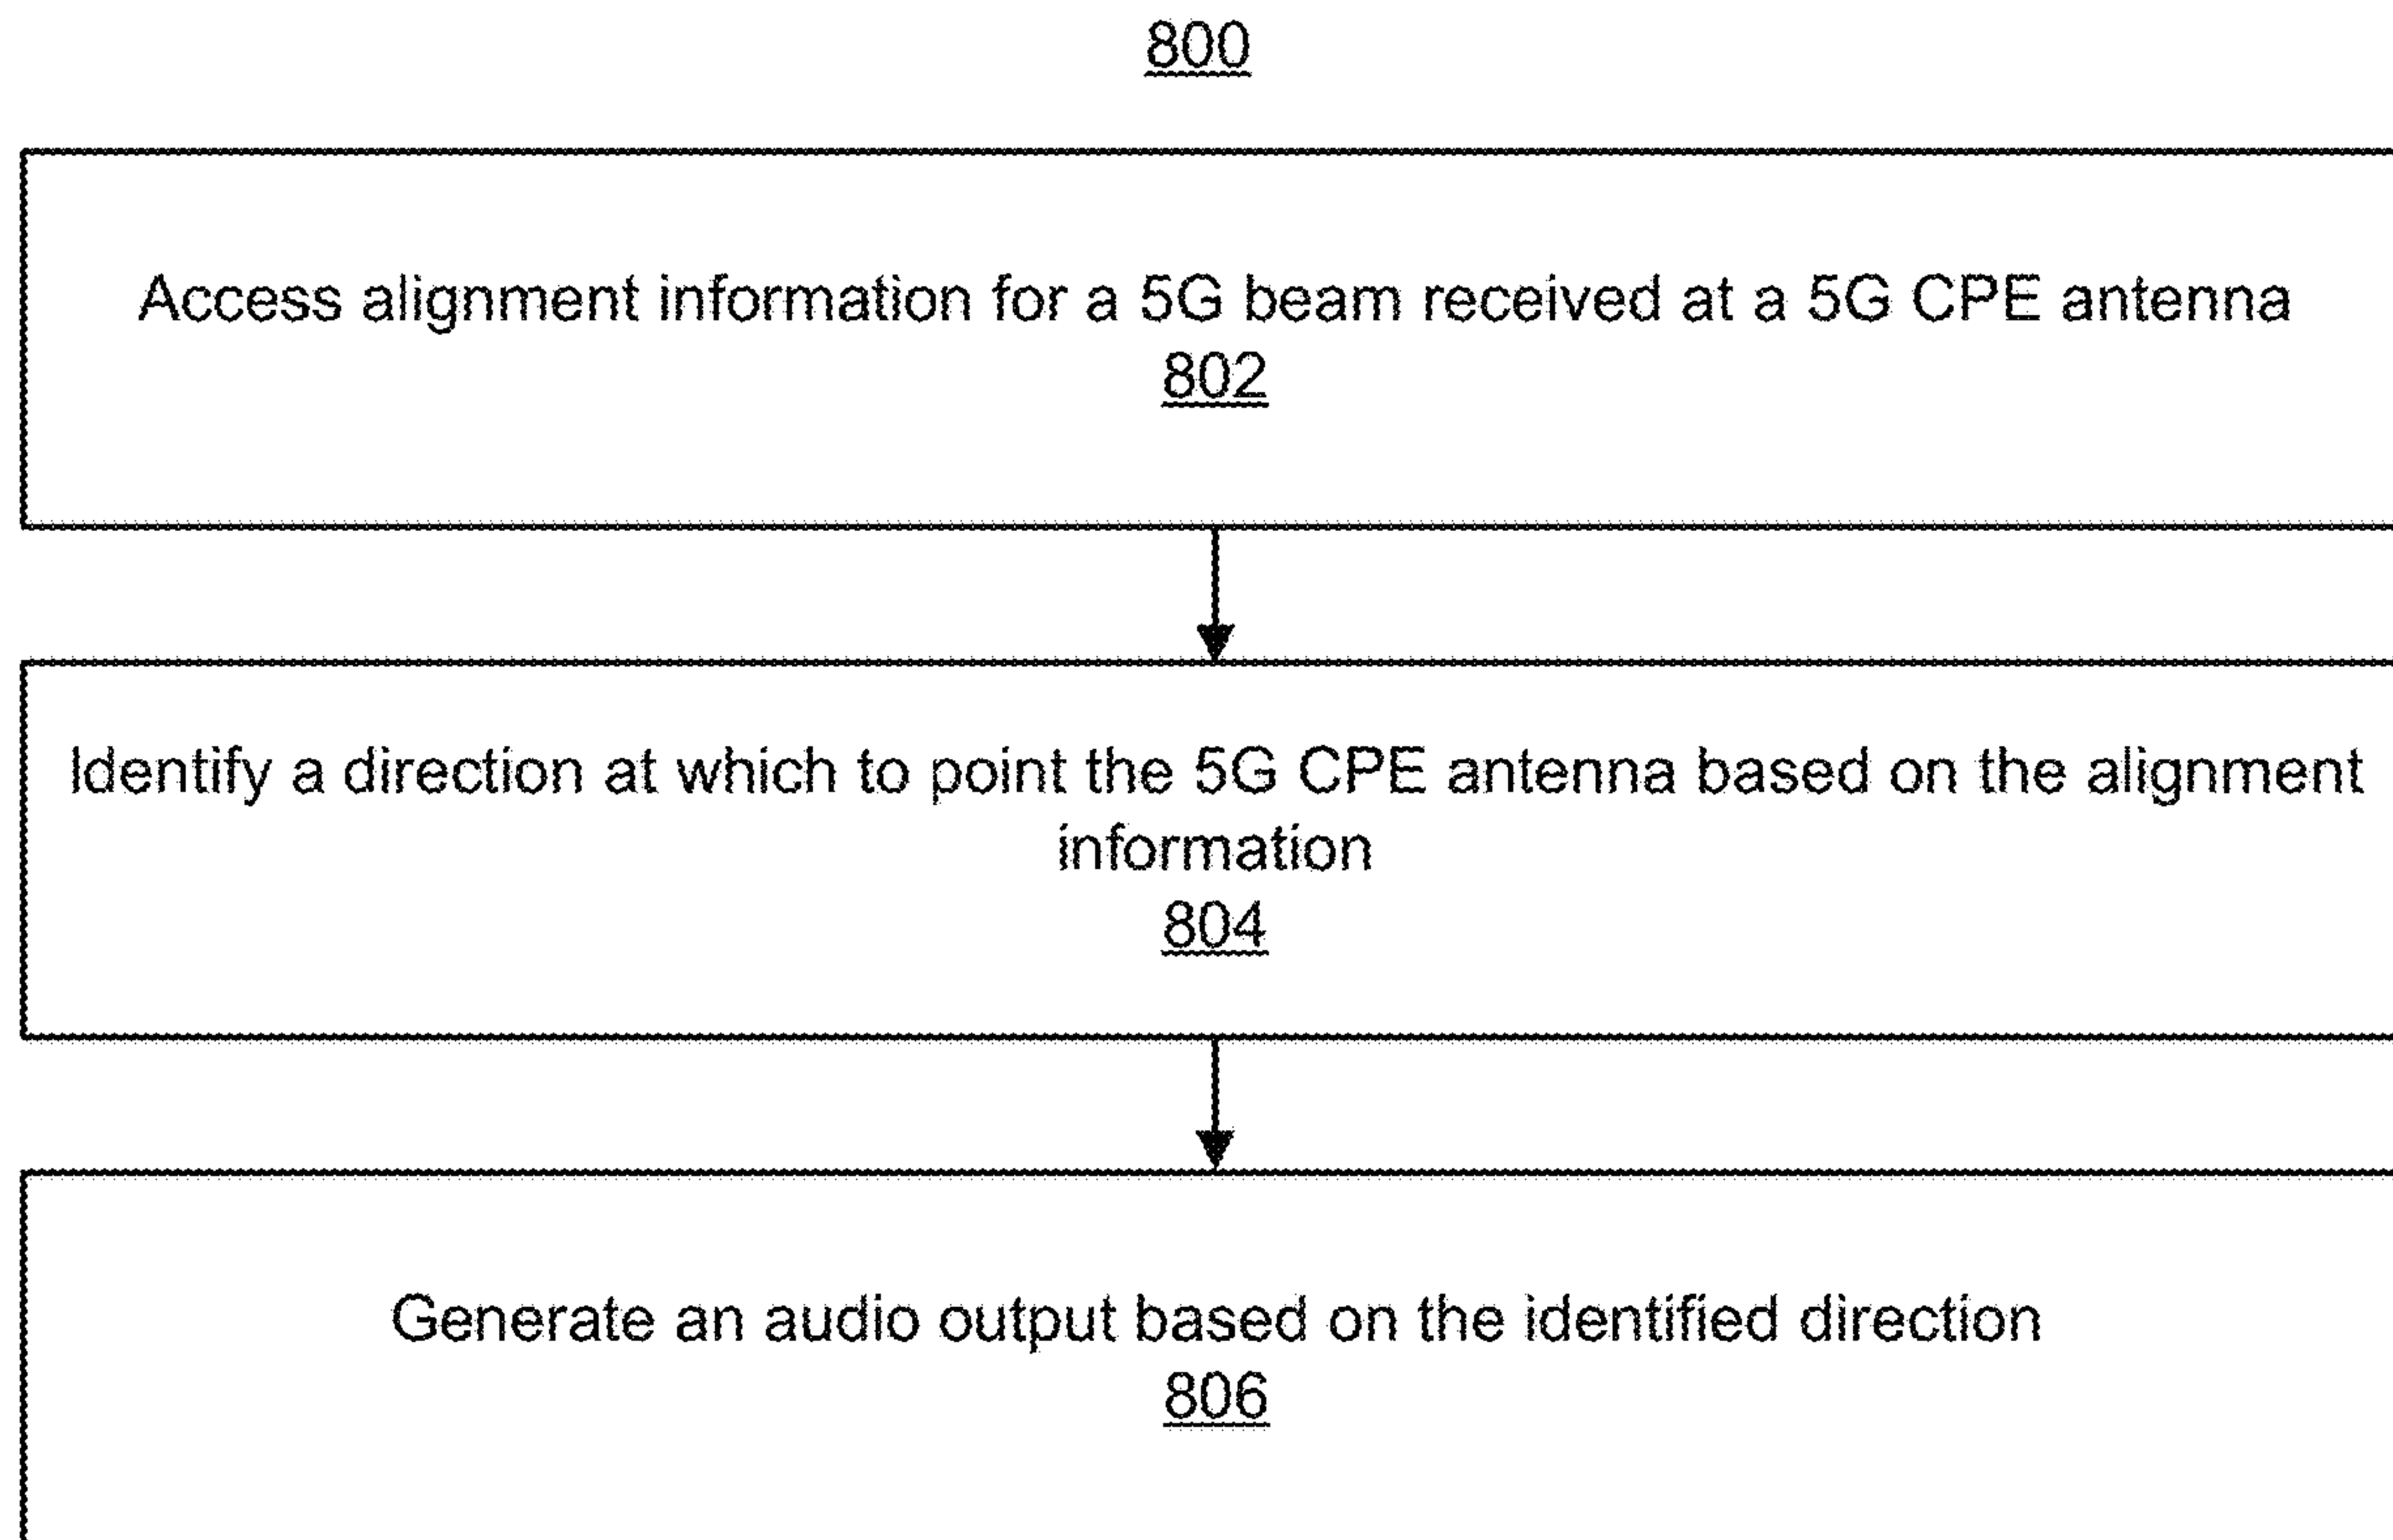 800
Access alignment information for a 5G beam received at a 5G CPE antenna
802
Identify a direction at which to point the 5G CPE antenna based on the alignment
information
804
Generate an audio output based on the identified direction
806